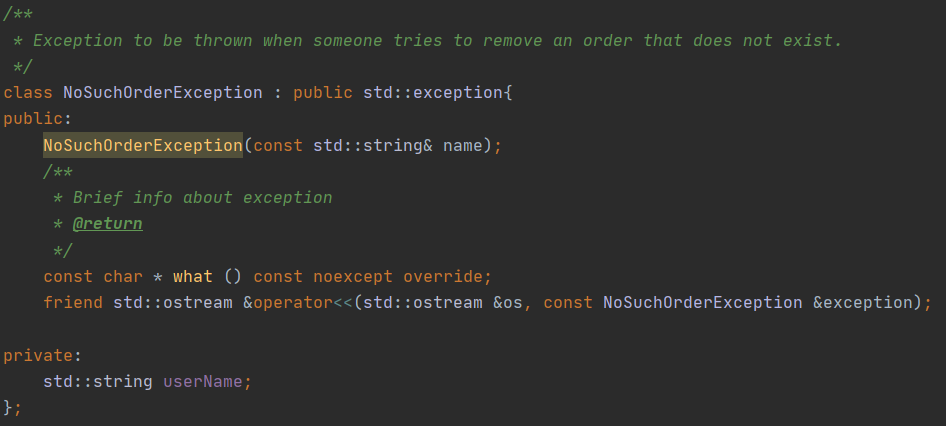 /**
 * Exception to be thrown when someone tries to remove an order that does not exist.
 */
class NoSuchOrderException : public std::exception{
public:
    NoSuchOrderException(const std::string& name);
    /**
     * Brief info about exception
     * @return
     */
    const char * what () const noexcept override;
    friend std::ostream &operator<<(std::ostream &os, const NoSuchOrderException &exception);

private:
    std::string userName;
};